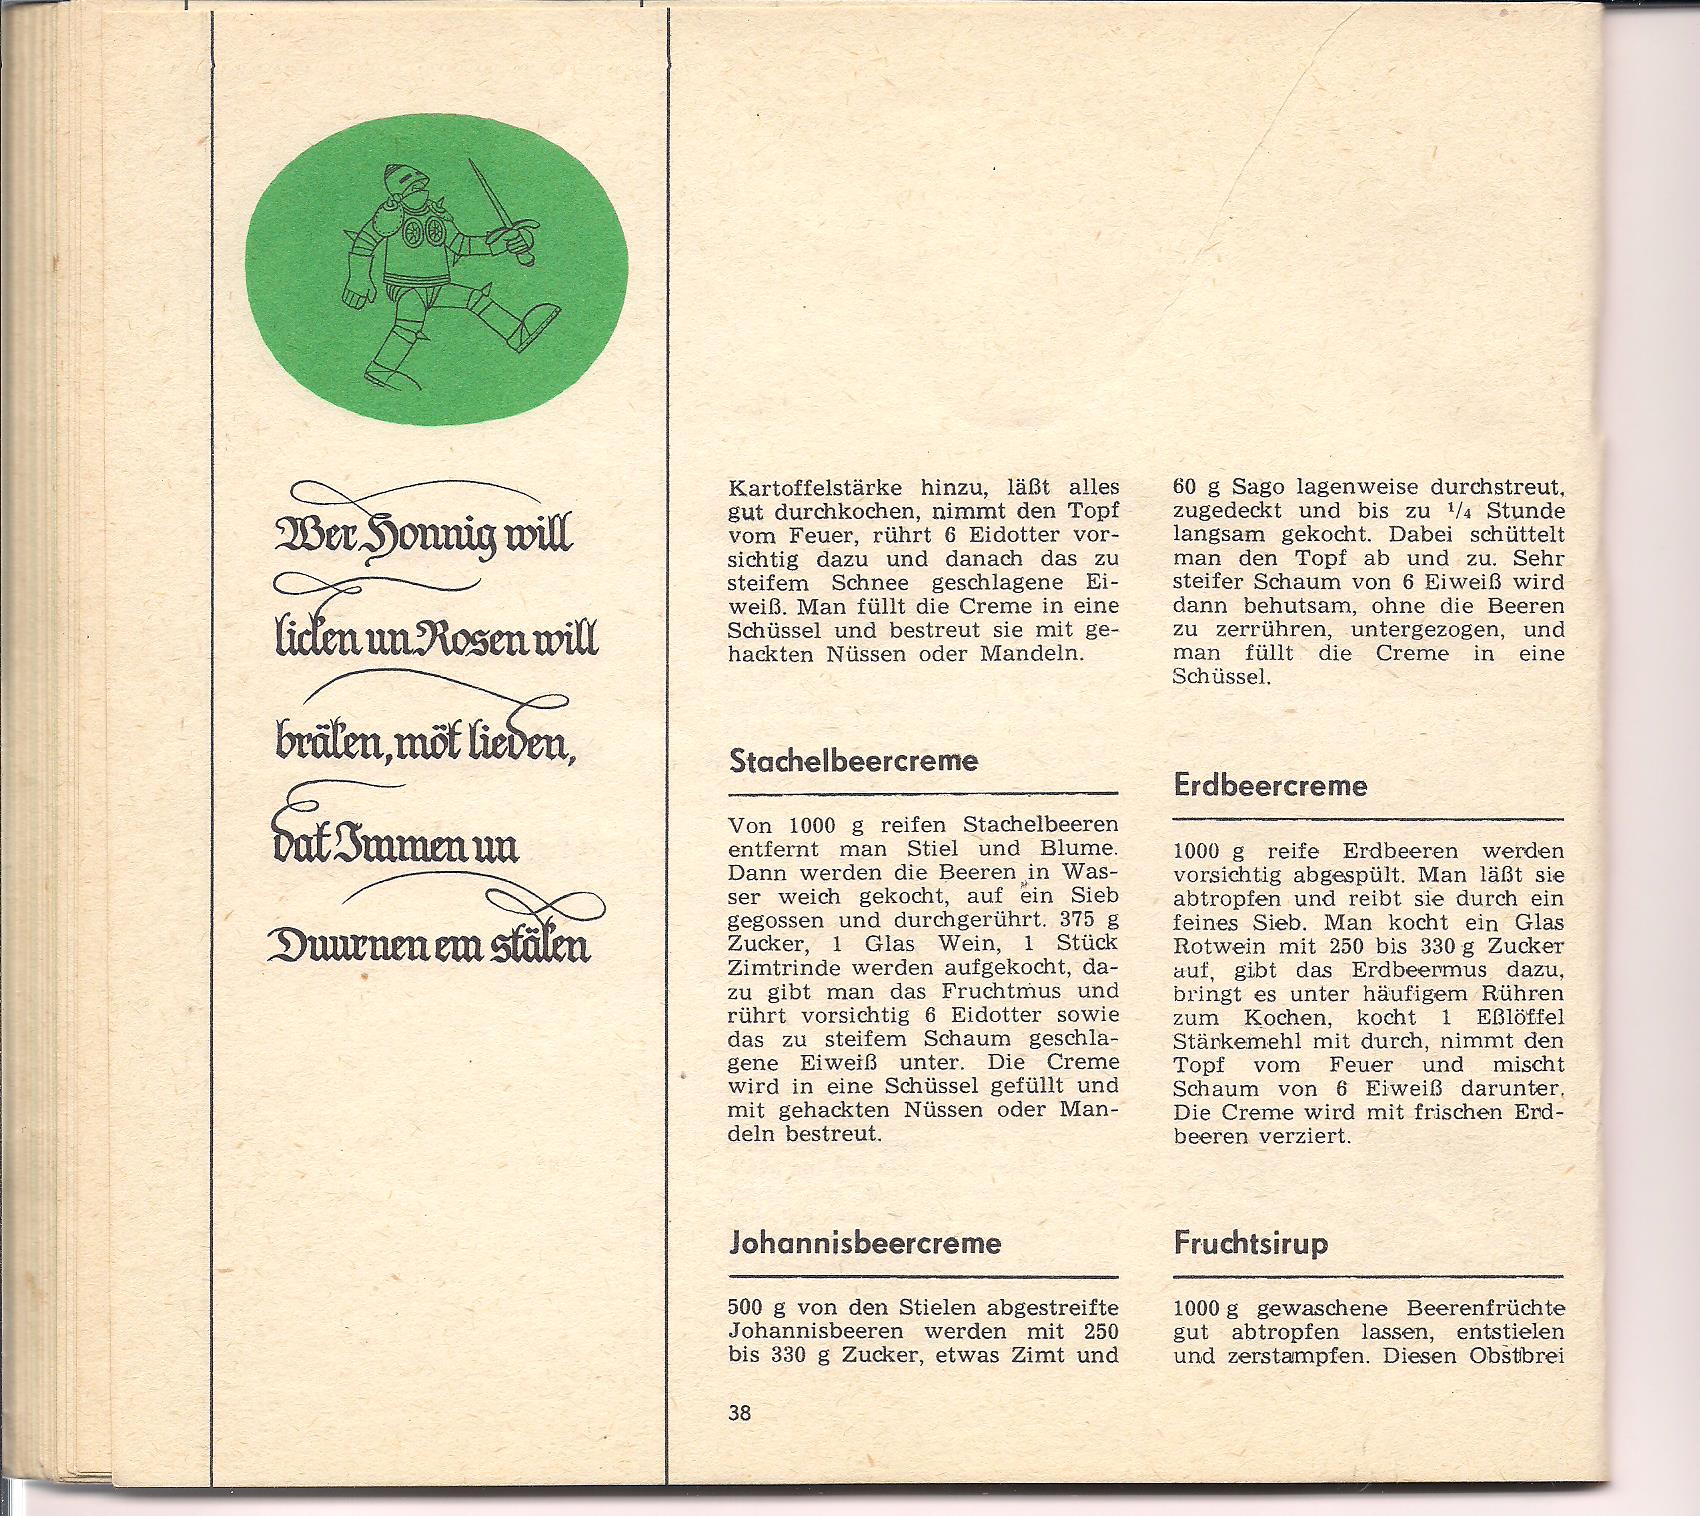 Wer Honnig will
licken un Rosen will
bräken, möt lieden,
dat Immen un
Duurnen em stäken
Kartoffelstärke hinzu, läßt alles
gut durchkochen, nimmt den Topf
vom Feuer, rührt 6 Eidotter vor-
sichtig dazu und danach das zu
steifem Schnee geschlagene Ei-
weiß. Man füllt die Creme in eine
Schüssel und bestreut sie mit ge-
hackten Nüssen oder Mandeln.
Stachelbeercreme
Von 1000 g reifen Stachelbeeren
entfernt man Stiel und Blume.
Dann werden die Beeren in Was-
ser weich gekocht, auf ein Sieb
gegossen und durchgerührt. 375 g
Zucker, 1 Glas Wein, 1 Stück
Zimtrinde werden aufgekocht, da-
zu gibt man das Fruchtmus und
rührt vorsichtig 6 Eidotter sowie
das zu steifem Schaum geschla-
gene Eiweiß unter. Die Creme
wird in eine Schüssel gefüllt und
mit gehackten Nüssen oder Man-
deln bestreut.
Johannisbeercreme
500 g von den Stielen abgestreifte
Johannisbeeren werden mit 250
bis 330 g Zucker, etwas Zimt und
60 g Sago lagenweise durchstreut,
zugedeckt und bis zu 1/4 Stunde
langsam gekocht. Dabei schüttelt
man den Topf ab und zu. Sehr
steifer Schaum von 6 Eiweiß wird
dann behutsam, ohne die Beeren
zu zerrühren, untergezogen, und
man füllt die Creme in eine
Schüssel.
Erdbeercreme
1000 g reife Erdbeeren werden
vorsichtig abgespült. Man läßt sie
abtropfen und reibt sie durch ein
feines Sieb. Man kocht ein Glas
Rotwein mit 250 bis 330 g Zucker
auf, gibt das Erdbeermus dazu,
bringt es unter häufigem Rühren
zum Kochen, kocht 1 Eßlöffel
Stärkemehl mit durch, nimmt den
Topf vom Feuer und mischt
Schaum von 6 Eiweiß darunter.
Die Creme wird mit frischen Erd-
beeren verziert.
Fruchtsirup
1000 g gewaschene Beerenfrüchte
gut abtropfen lassen, entstielen
und zerstampfen. Diesen Obstbrei
38